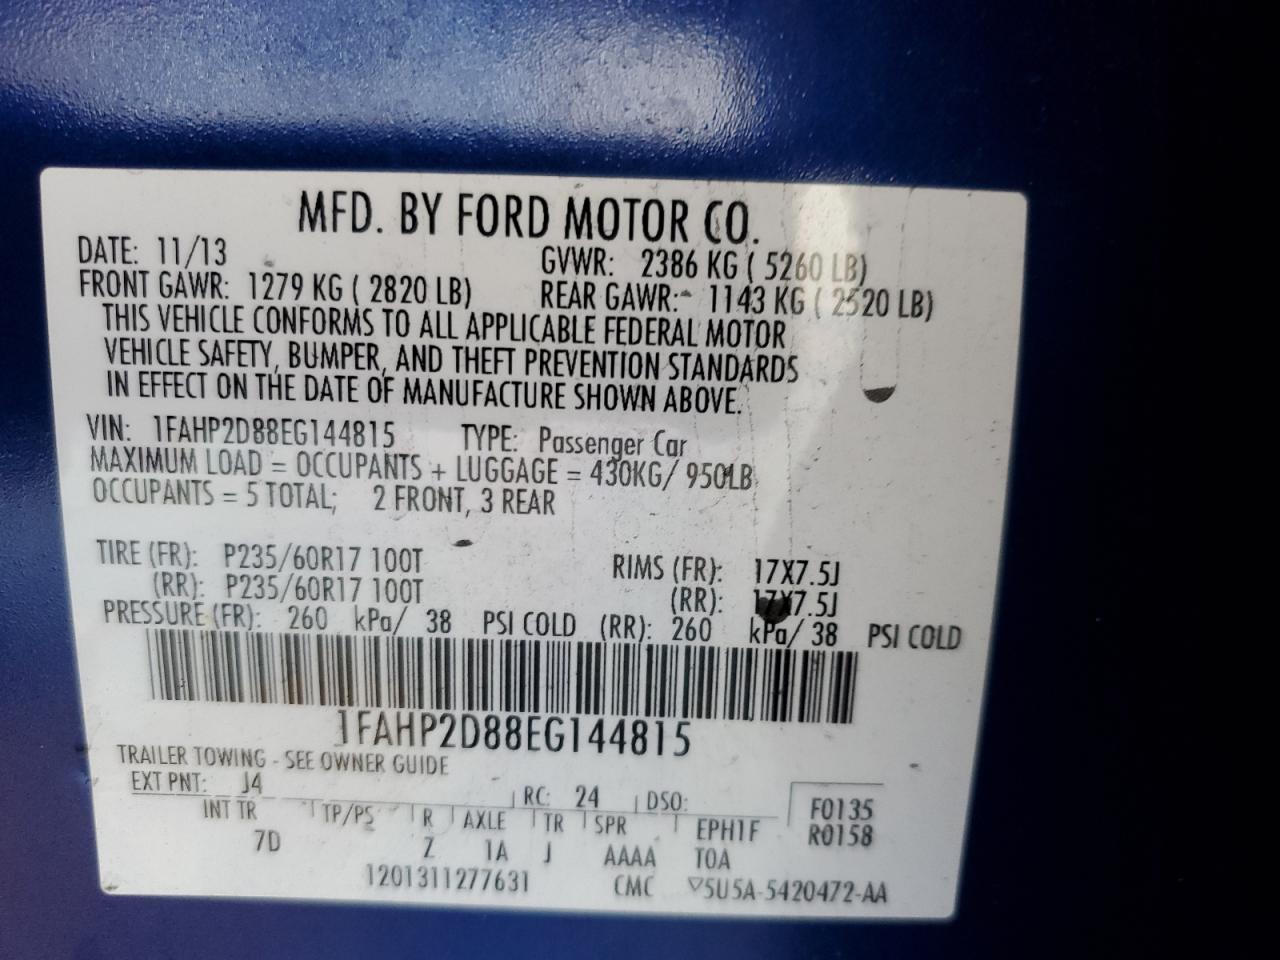 MFD. BY FORD MOTOR CO.
DATE: 11/13 GVWR: 2386 KG ( 5260 LB)
FRONT GAWR: 1279 KG ( 2820 LB) REAR GAWR: 1143 KG ( 2520 LB)
THIS VEHICLE CONFORMS TO ALL APPLICABLE FEDERAL MOTOR
VEHICLE SAFETY, BUMPER, AND THEFT PREVENTION STANDARDS
IN EFFECT ON THE DATE OF MANUFACTURE SHOWN ABOVE.
VIN: 1FAHP2D88EG144815 TYPE: Passenger Car
MAXIMUM LOAD = OCCUPANTS + LUGGAGE = 430KG/ 950LB
OCCUPANTS = 5 TOTAL; 2 FRONT, 3 REAR
TIRE (FR): P235/60R17 100T RIMS (FR): 17X7.5J
(RR): P235/60R17 100T (RR): 17X7.5J
PRESSURE (FR): 260 kPa/ 38 PSI COLD (RR): 260 kPa/ 38 PSI COLD
1FAHP2D88EG144815
TRAILER TOWING - SEE OWNER GUIDE
EXT PNT: J4 RC: 24 DSO: F0135
INT TR TP/PS R AXLE TR SPR EPH1F R0158
7D Z 1A J AAAA TOA
1201311277631 CMC ▽5U5A-5420472-AA